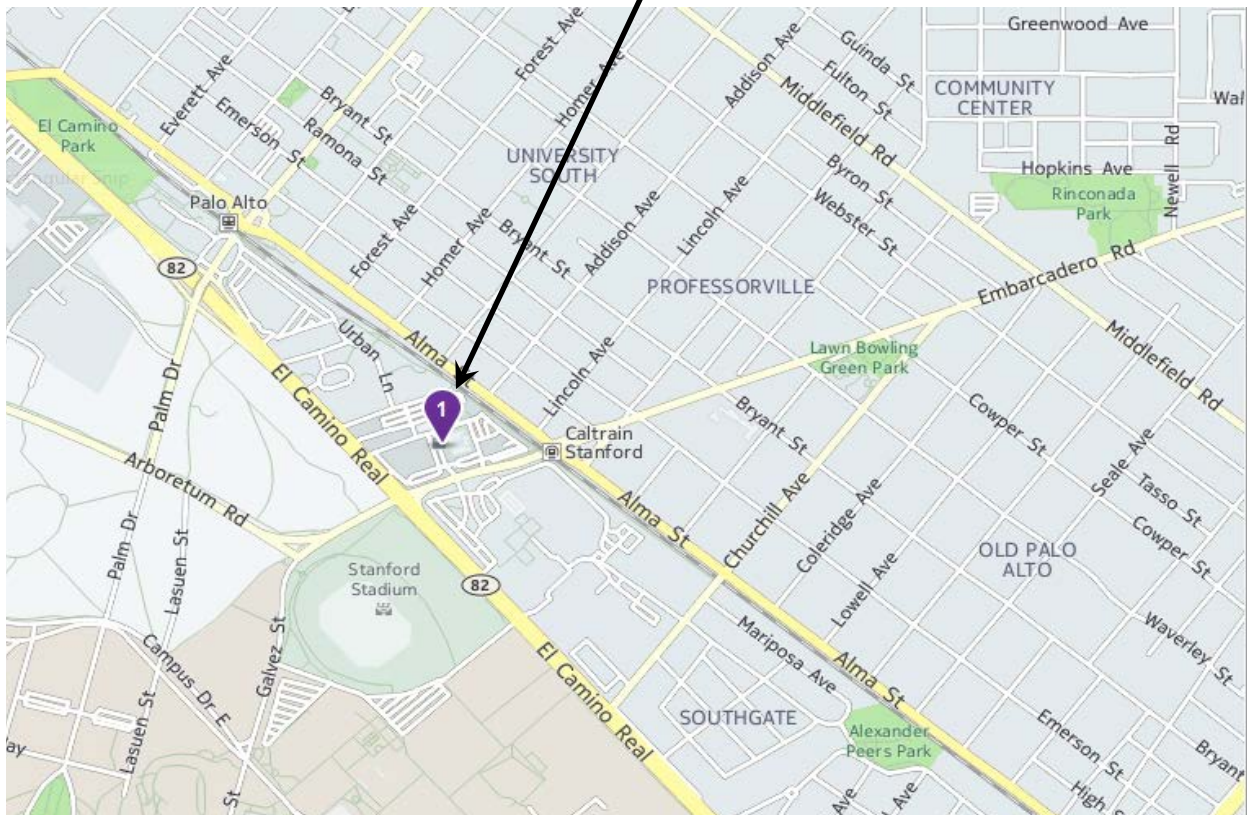 Greenwood Ave
Forest Ave
Homer Ave
Addison Ave
Guinda St
Fulton St
Middlefield Rd
COMMUNITY
CENTER
Wal
Everett Ave
Emerson St
Bryant St
Ramona St
El Camino
Park
UNIVERSITY
SOUTH
Byron St
Webster St
Hopkins Ave
Rinconada
Park
Newell Rd
Palo Alto
82
Forest Ave
Homer Ave
Bryant St
Addison Ave
Lincoln Ave
PROFESSORVILLE
Embarcadero Rd
Urban Ln
Alma
Lincoln Ave
Lawn Bowling
Green Park
Middlefield Rd
Palm Dr
El Camino Real
1
Caltrain
Stanford
Bryant St
Cowper St
Seale Ave
Tasso St
Arboretum Rd
Alma St
Churchill Ave
Coleridge Ave
Cowper St
Palm Dr
Lasuen St
Stanford
Stadium
82
Lowell Ave
OLD PALO
ALTO
Waverley St
Campus Dr E
Galvez St
El Camino Real
Mariposa Ave
Alma St
SOUTHGATE
Alexander
Peers Park
Emerson St
Bryant
Lasuen St
ay
St
Ave
Ave
High S